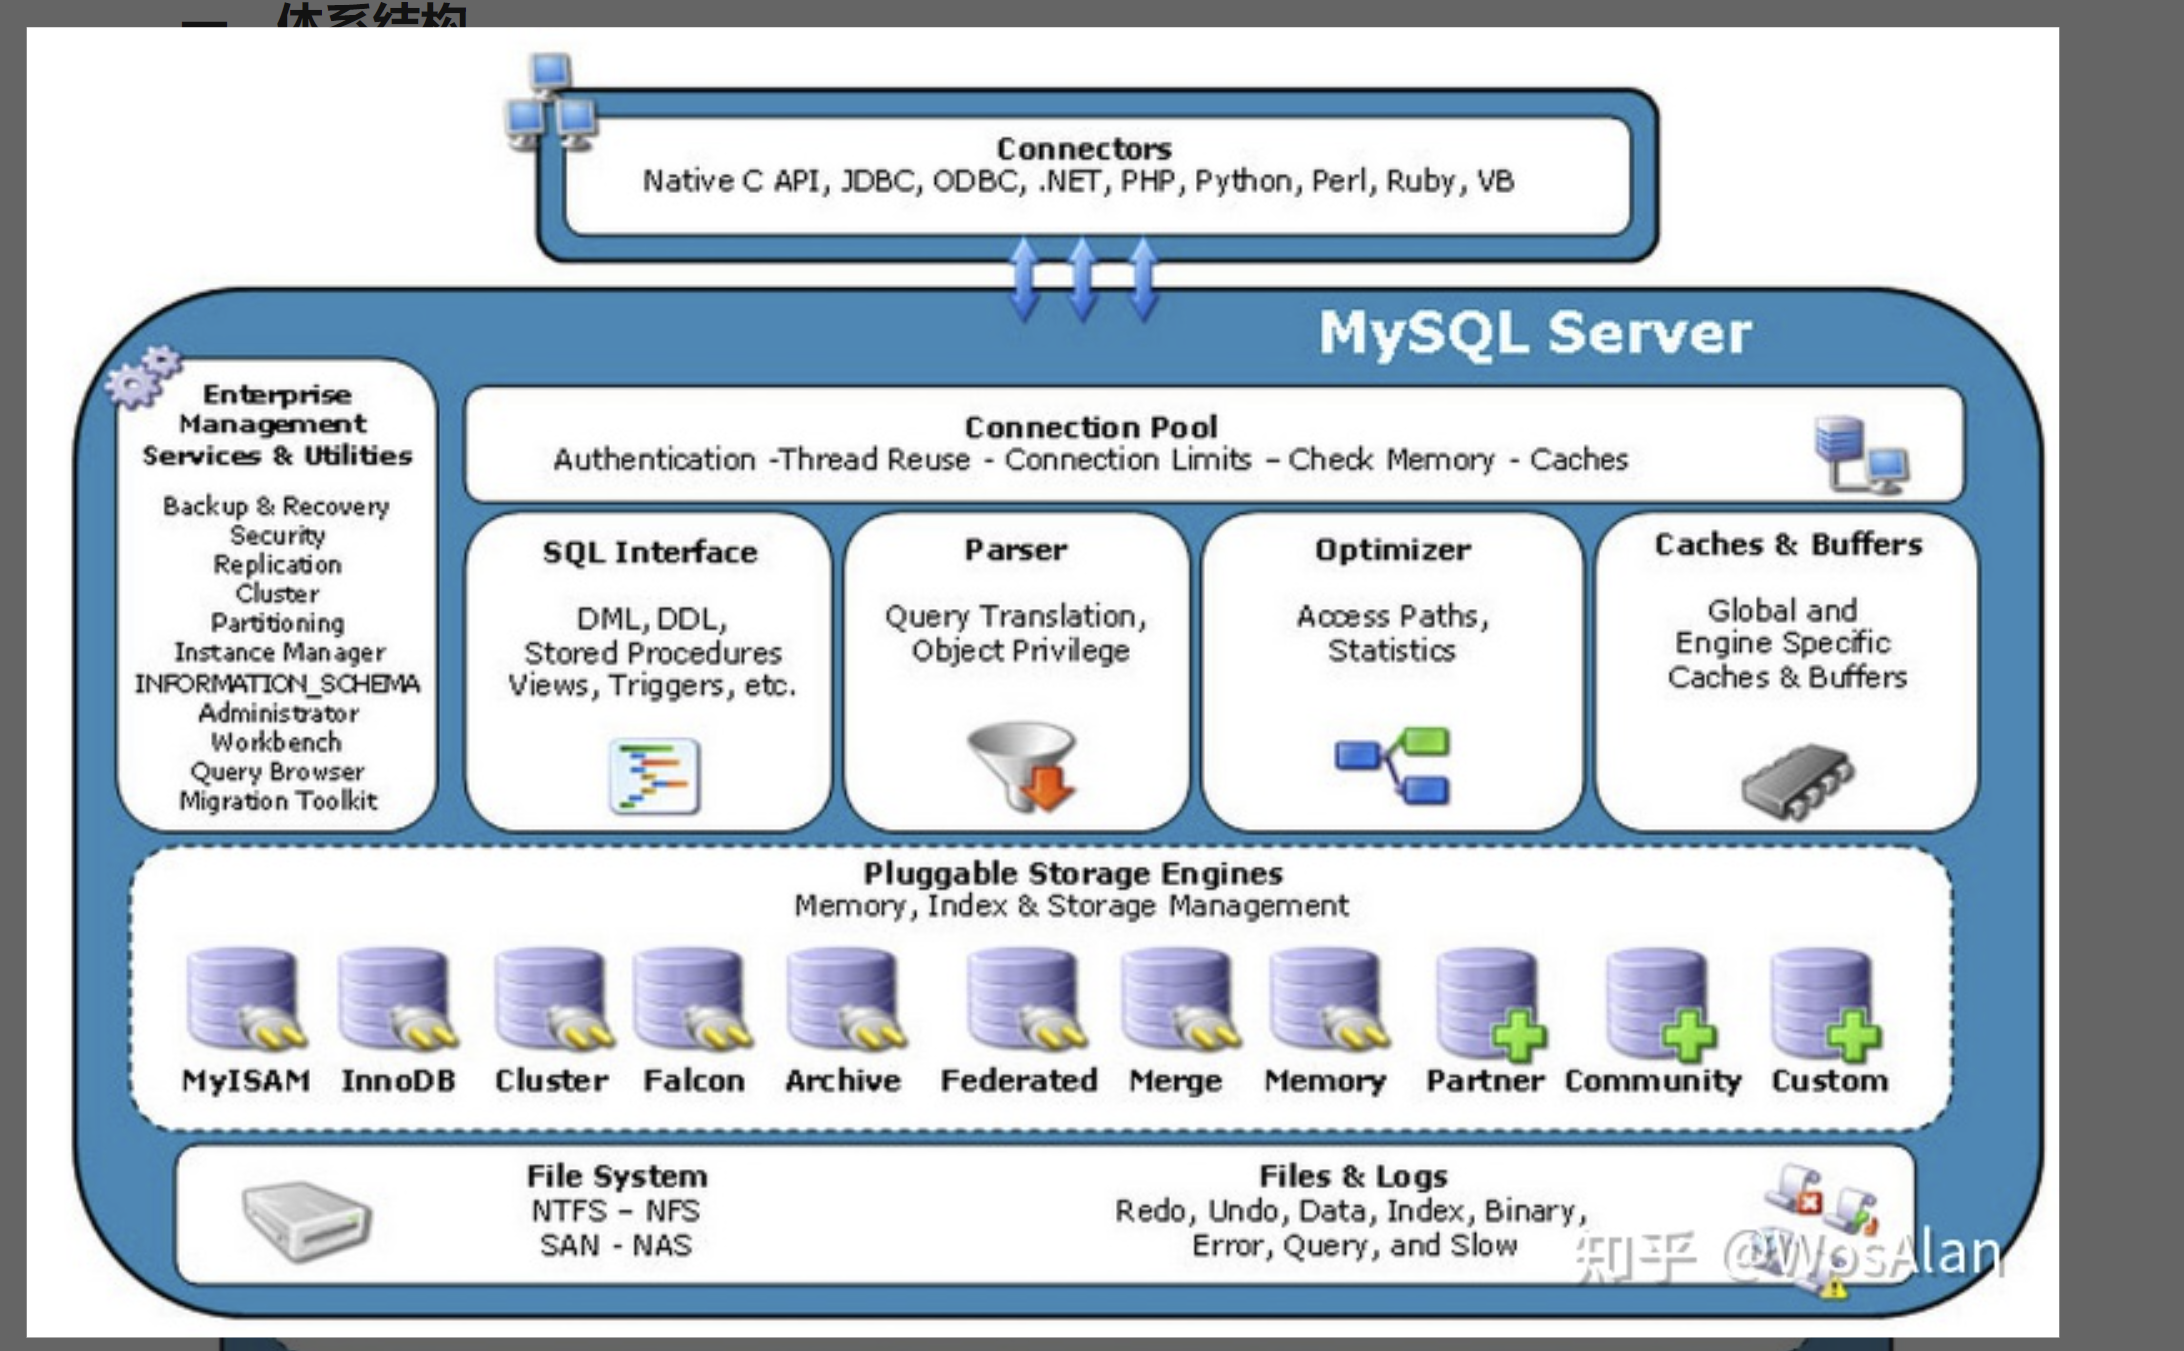 一、体系结构
Connectors
Native C API, JDBC, ODBC, .NET, PHP, Python, Perl, Ruby, VB
MySQL Server
Enterprise
Management
Services & Utilities
Backup & Recovery
Security
Replication
Cluster
Partitioning
Instance Manager
INFORMATION_SCHEMA
Administrator
Workbench
Query Browser
Migration Toolkit
Connection Pool
Authentication -Thread Reuse - Connection Limits – Check Memory - Caches
SQL Interface
DML, DDL,
Stored Procedures
Views, Triggers, etc.
Parser
Query Translation,
Object Privilege
Optimizer
Access Paths,
Statistics
Caches & Buffers
Global and
Engine Specific
Caches & Buffers
Pluggable Storage Engines
Memory, Index & Storage Management
MyISAM InnoDB Cluster Falcon Archive Federated Merge Memory Partner Community Custom
File System
NTFS – NFS
SAN - NAS
Files & Logs
Redo, Undo, Data, Index, Binary,
Error, Query, and Slow
知乎 @WpsAlan